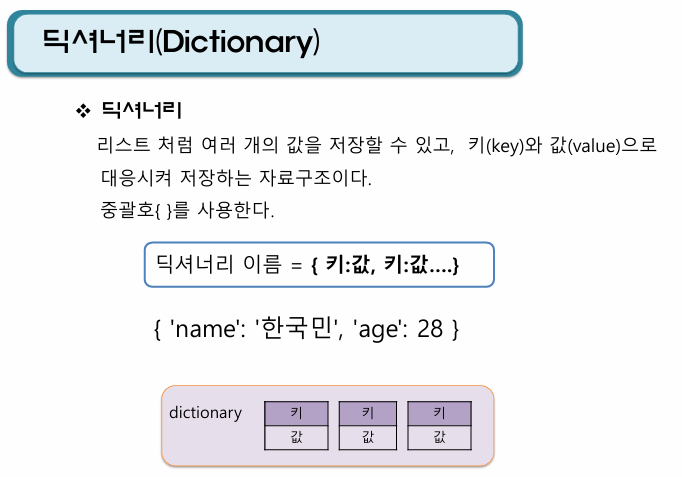 딕셔너리(Dictionary)
❖ 딕셔너리
리스트 처럼 여러 개의 값을 저장할 수 있고, 키(key)와 값(value)으로
대응시켜 저장하는 자료구조이다.
중괄호{ }를 사용한다.
딕셔너리 이름 = { 키:값, 키:값....}
{ 'name': '한국민', 'age': 28 }
dictionary 키 키 키
값 값 값